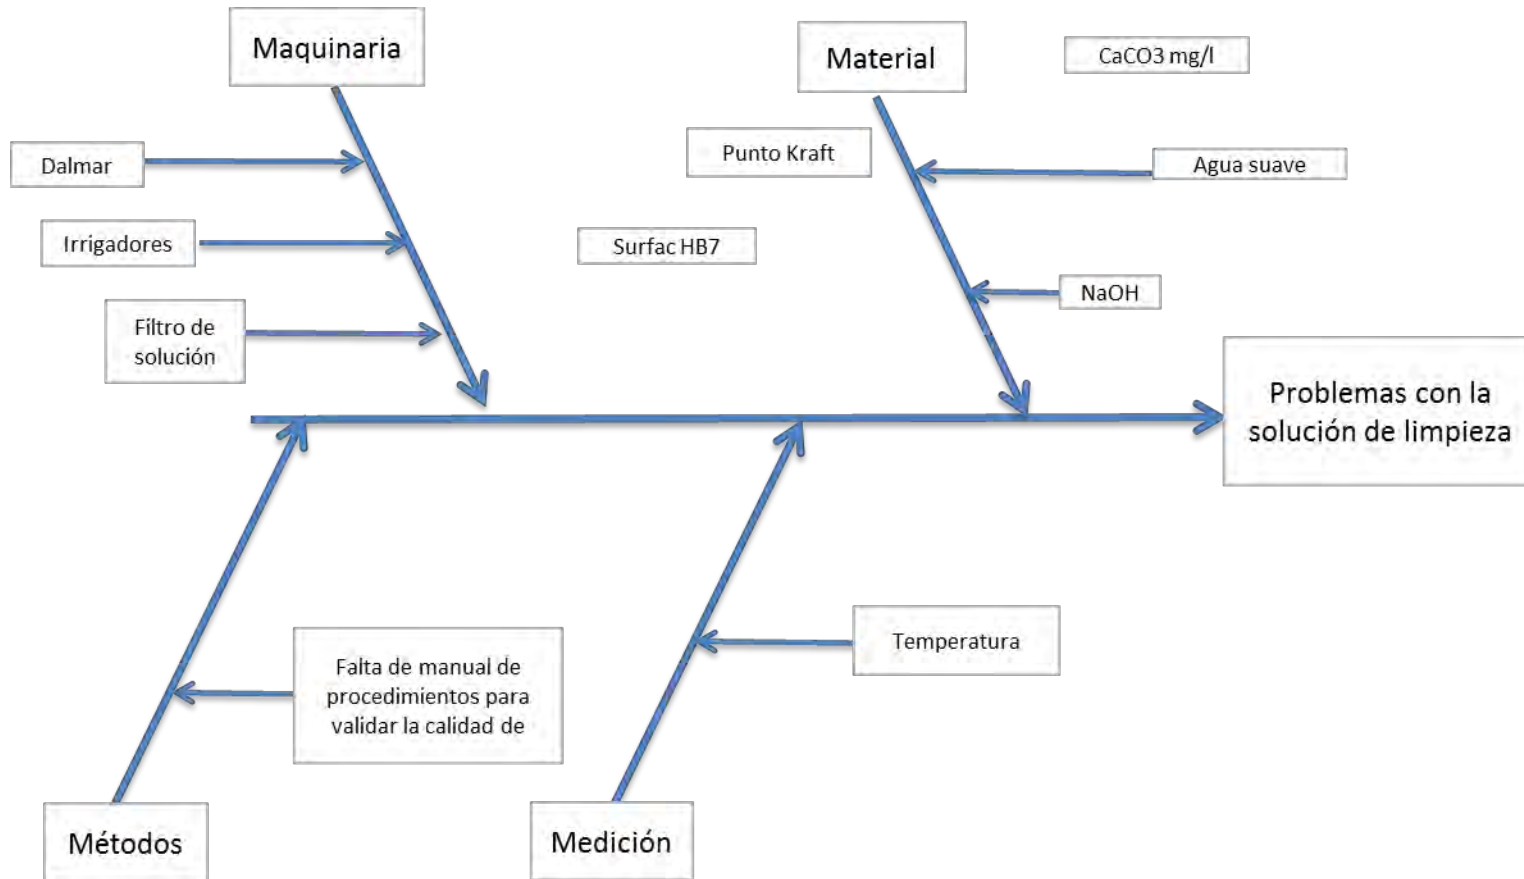 Maquinaria
Material
CaCO3 mg/l
Punto Kraft
Dalmar
Agua suave
Irrigadores
Surfac HB7
NaOH
Filtro de
solución
Problemas con la
solución de limpieza
Temperatura
Falta de manual de
procedimientos para
validar la calidad de
Métodos
Medición